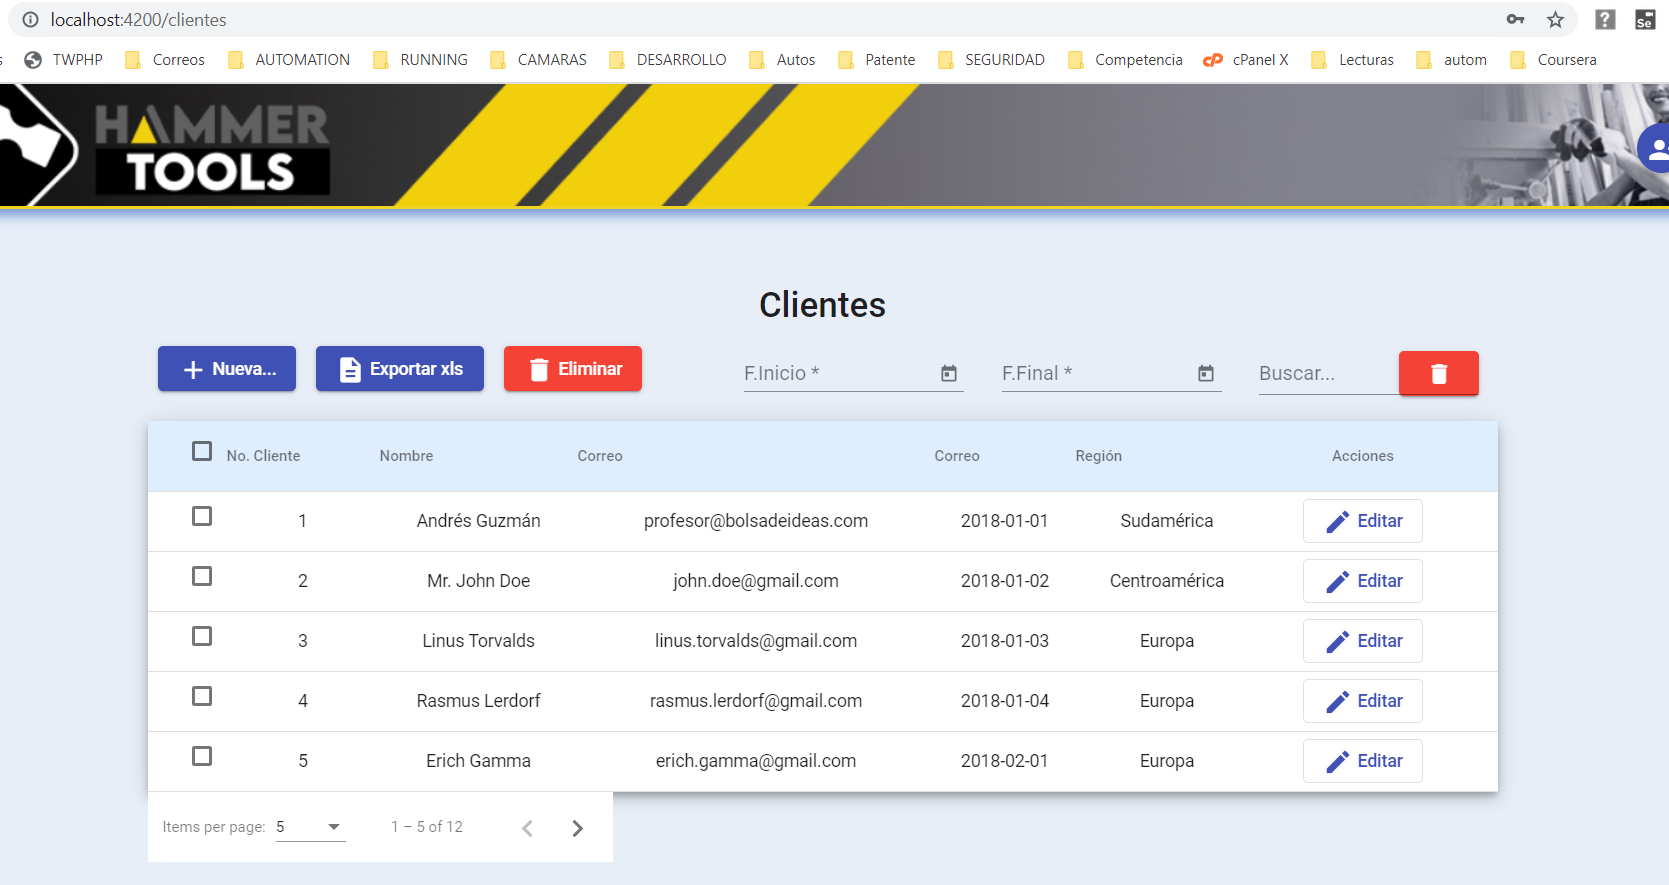 localhost:4200/clientes
s TWPHP Correos AUTOMATION RUNNING CAMARAS DESARROLLO Autos Patente SEGURIDAD Competencia cPanel X Lecturas autom Coursera
HAMMER
TOOLS
Clientes
Nueva... Exportar xls Eliminar F.Inicio * F.Final * Buscar...
No. Cliente Nombre Correo Correo Región Acciones
1 Andrés Guzmán profesor@bolsadeideas.com 2018-01-01 Sudamérica Editar
2 Mr. John Doe john.doe@gmail.com 2018-01-02 Centroamérica Editar
3 Linus Torvalds linus.torvalds@gmail.com 2018-01-03 Europa Editar
4 Rasmus Lerdorf rasmus.lerdorf@gmail.com 2018-01-04 Europa Editar
5 Erich Gamma erich.gamma@gmail.com 2018-02-01 Europa Editar
Items per page: 5 1 – 5 of 12